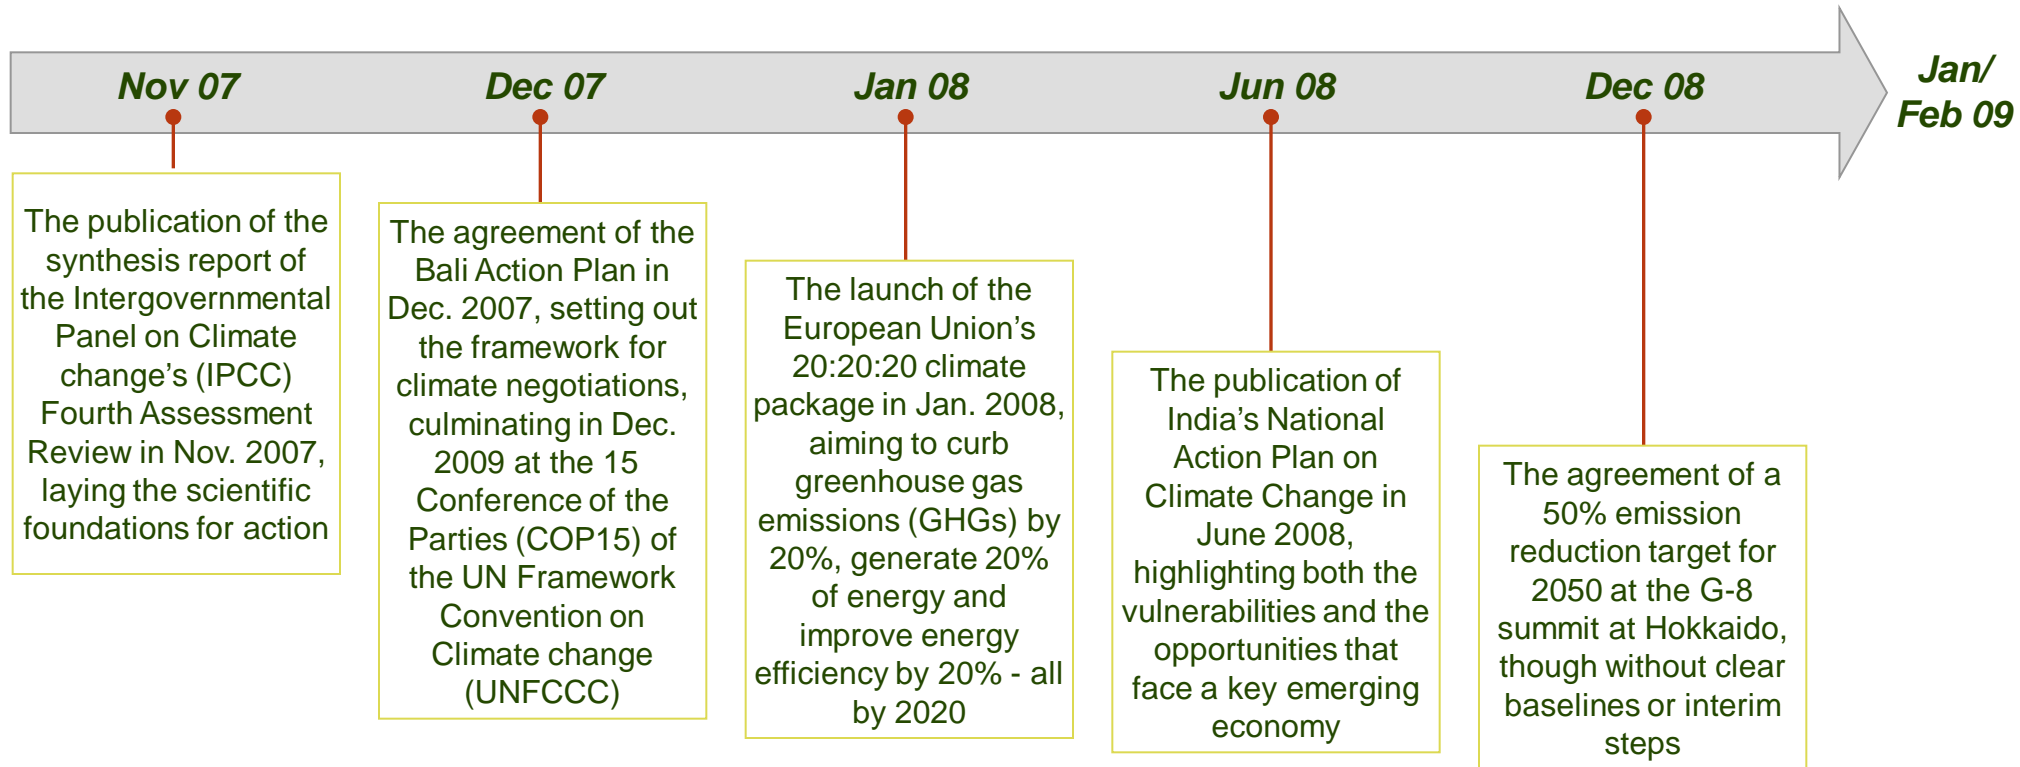 Nov 07
Dec 07
Jan 08
Jun 08
Dec 08
Jan/
Feb 09
The publication of the
synthesis report of
the Intergovernmental
Panel on Climate
change’s (IPCC)
Fourth Assessment
Review in Nov. 2007,
laying the scientific
foundations for action
The agreement of the
Bali Action Plan in
Dec. 2007, setting out
the framework for
climate negotiations,
culminating in Dec.
2009 at the 15
Conference of the
Parties (COP15) of
the UN Framework
Convention on
Climate change
(UNFCCC)
The launch of the
European Union’s
20:20:20 climate
package in Jan. 2008,
aiming to curb
greenhouse gas
emissions (GHGs) by
20%, generate 20%
of energy and
improve energy
efficiency by 20% - all
by 2020
The publication of
India’s National
Action Plan on
Climate Change in
June 2008,
highlighting both the
vulnerabilities and the
opportunities that
face a key emerging
economy
The agreement of a
50% emission
reduction target for
2050 at the G-8
summit at Hokkaido,
though without clear
baselines or interim
steps